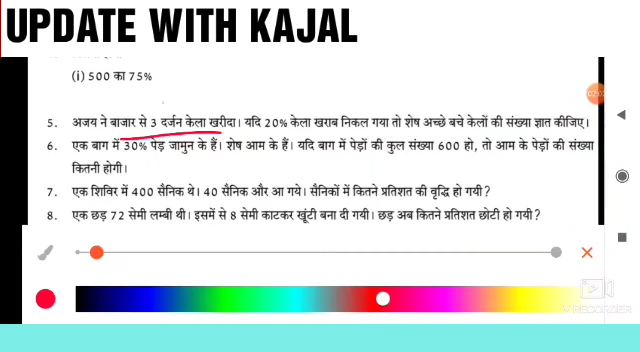 UPDATE WITH KAJAL
(i) 500 का 75%
02:02
5. अजय ने बाजार से 3 दर्जन केला खरीदा। यदि 20% केला खराब निकल गया तो शेष अच्छे बचे केलों की संख्या ज्ञात कीजिए।
6. एक बाग में 30% पेड़ जामुन के हैं। शेष आम के हैं। यदि बाग में पेड़ों की कुल संख्या 600 हो, तो आम के पेड़ों की संख्या
कितनी होगी।
7. एक शिविर में 400 सैनिक थे। 40 सैनिक और आ गये। सैनिकों में कितने प्रतिशत की वृद्धि हो गयी?
8. एक छड़ 72 सेमी लम्बी थी। इसमें से 8 सेमी काटकर खूंटी बना दी गयी। छड़ अब कितने प्रतिशत छोटी हो गयी?